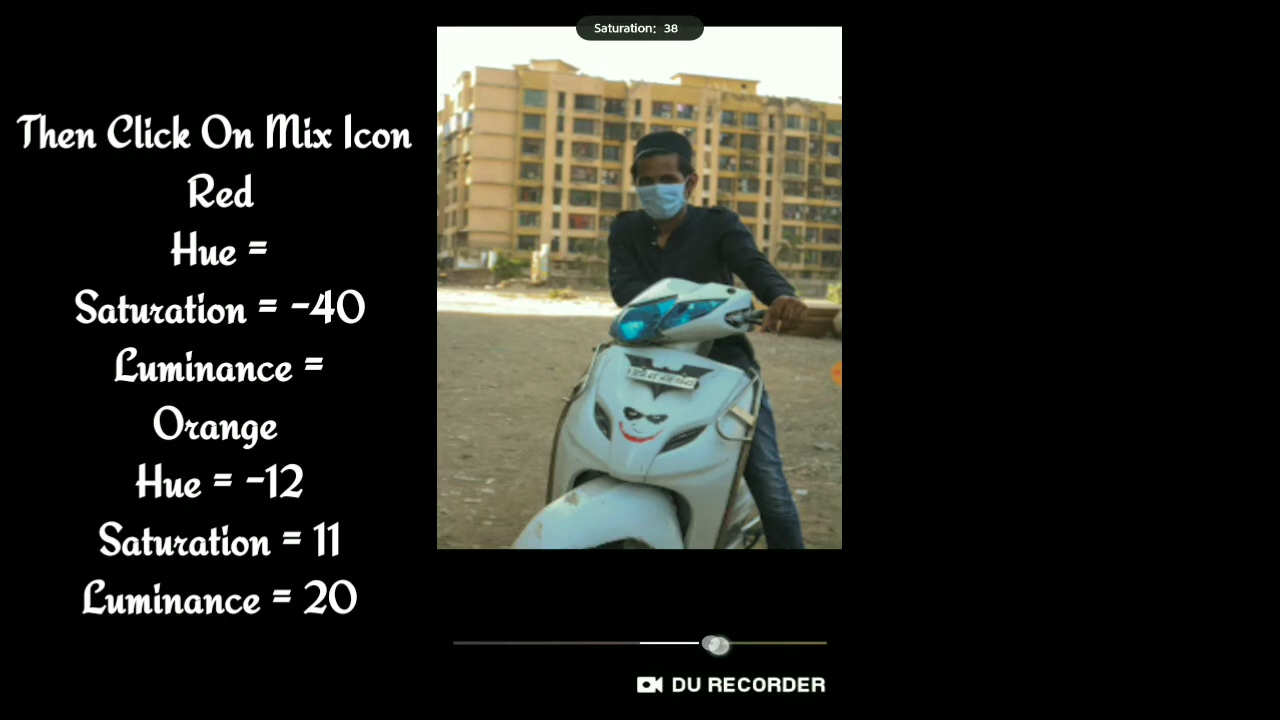 Saturation: 38
Then Click On Mix Icon
Red
Hue =
Saturation = -40
Luminance =
Orange
Hue = -12
Saturation = 11
Luminance = 20
DU RECORDER